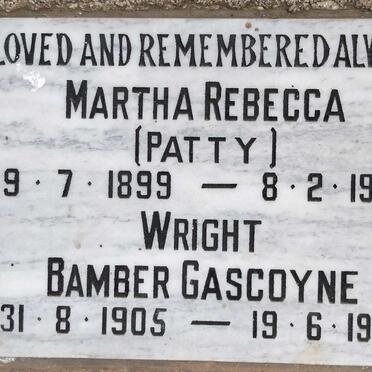 LOVED AND REMEMBERED
MARTHA REBECCA
(PATTY)
9 · 7 · 1899 — 8 · 2 · 19
WRIGHT
BAMBER GASCOYNE
31 · 8 · 1905 — 19 · 6 · 19